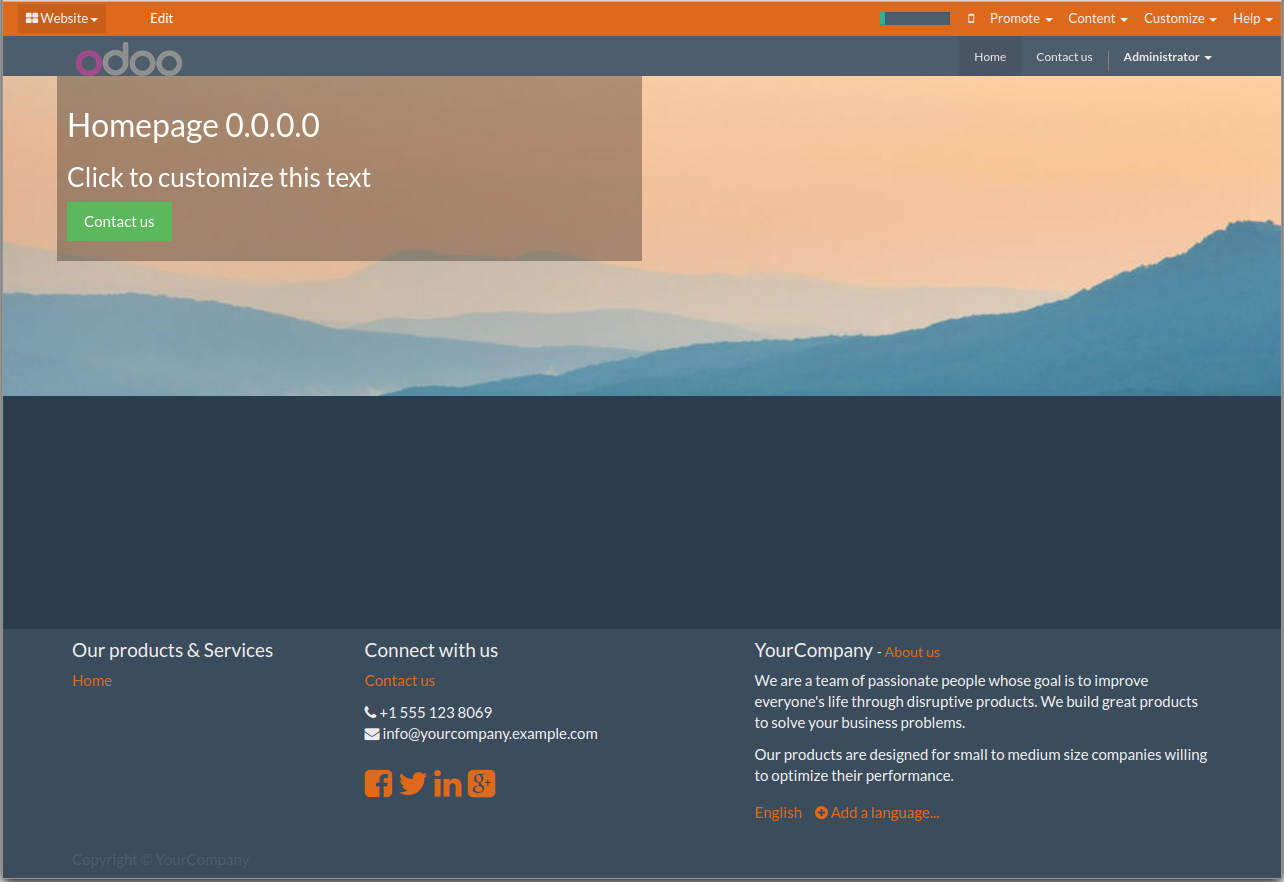 Website Edit Promote Content Customize Help
odoo Home Contact us Administrator
Homepage 0.0.0.0
Click to customize this text
Contact us
Our products & Services
Home
Connect with us
Contact us
+1 555 123 8069
info@yourcompany.example.com
YourCompany - About us
We are a team of passionate people whose goal is to improve
everyone's life through disruptive products. We build great products
to solve your business problems.
Our products are designed for small to medium size companies willing
to optimize their performance.
English Add a language...
Copyright © YourCompany